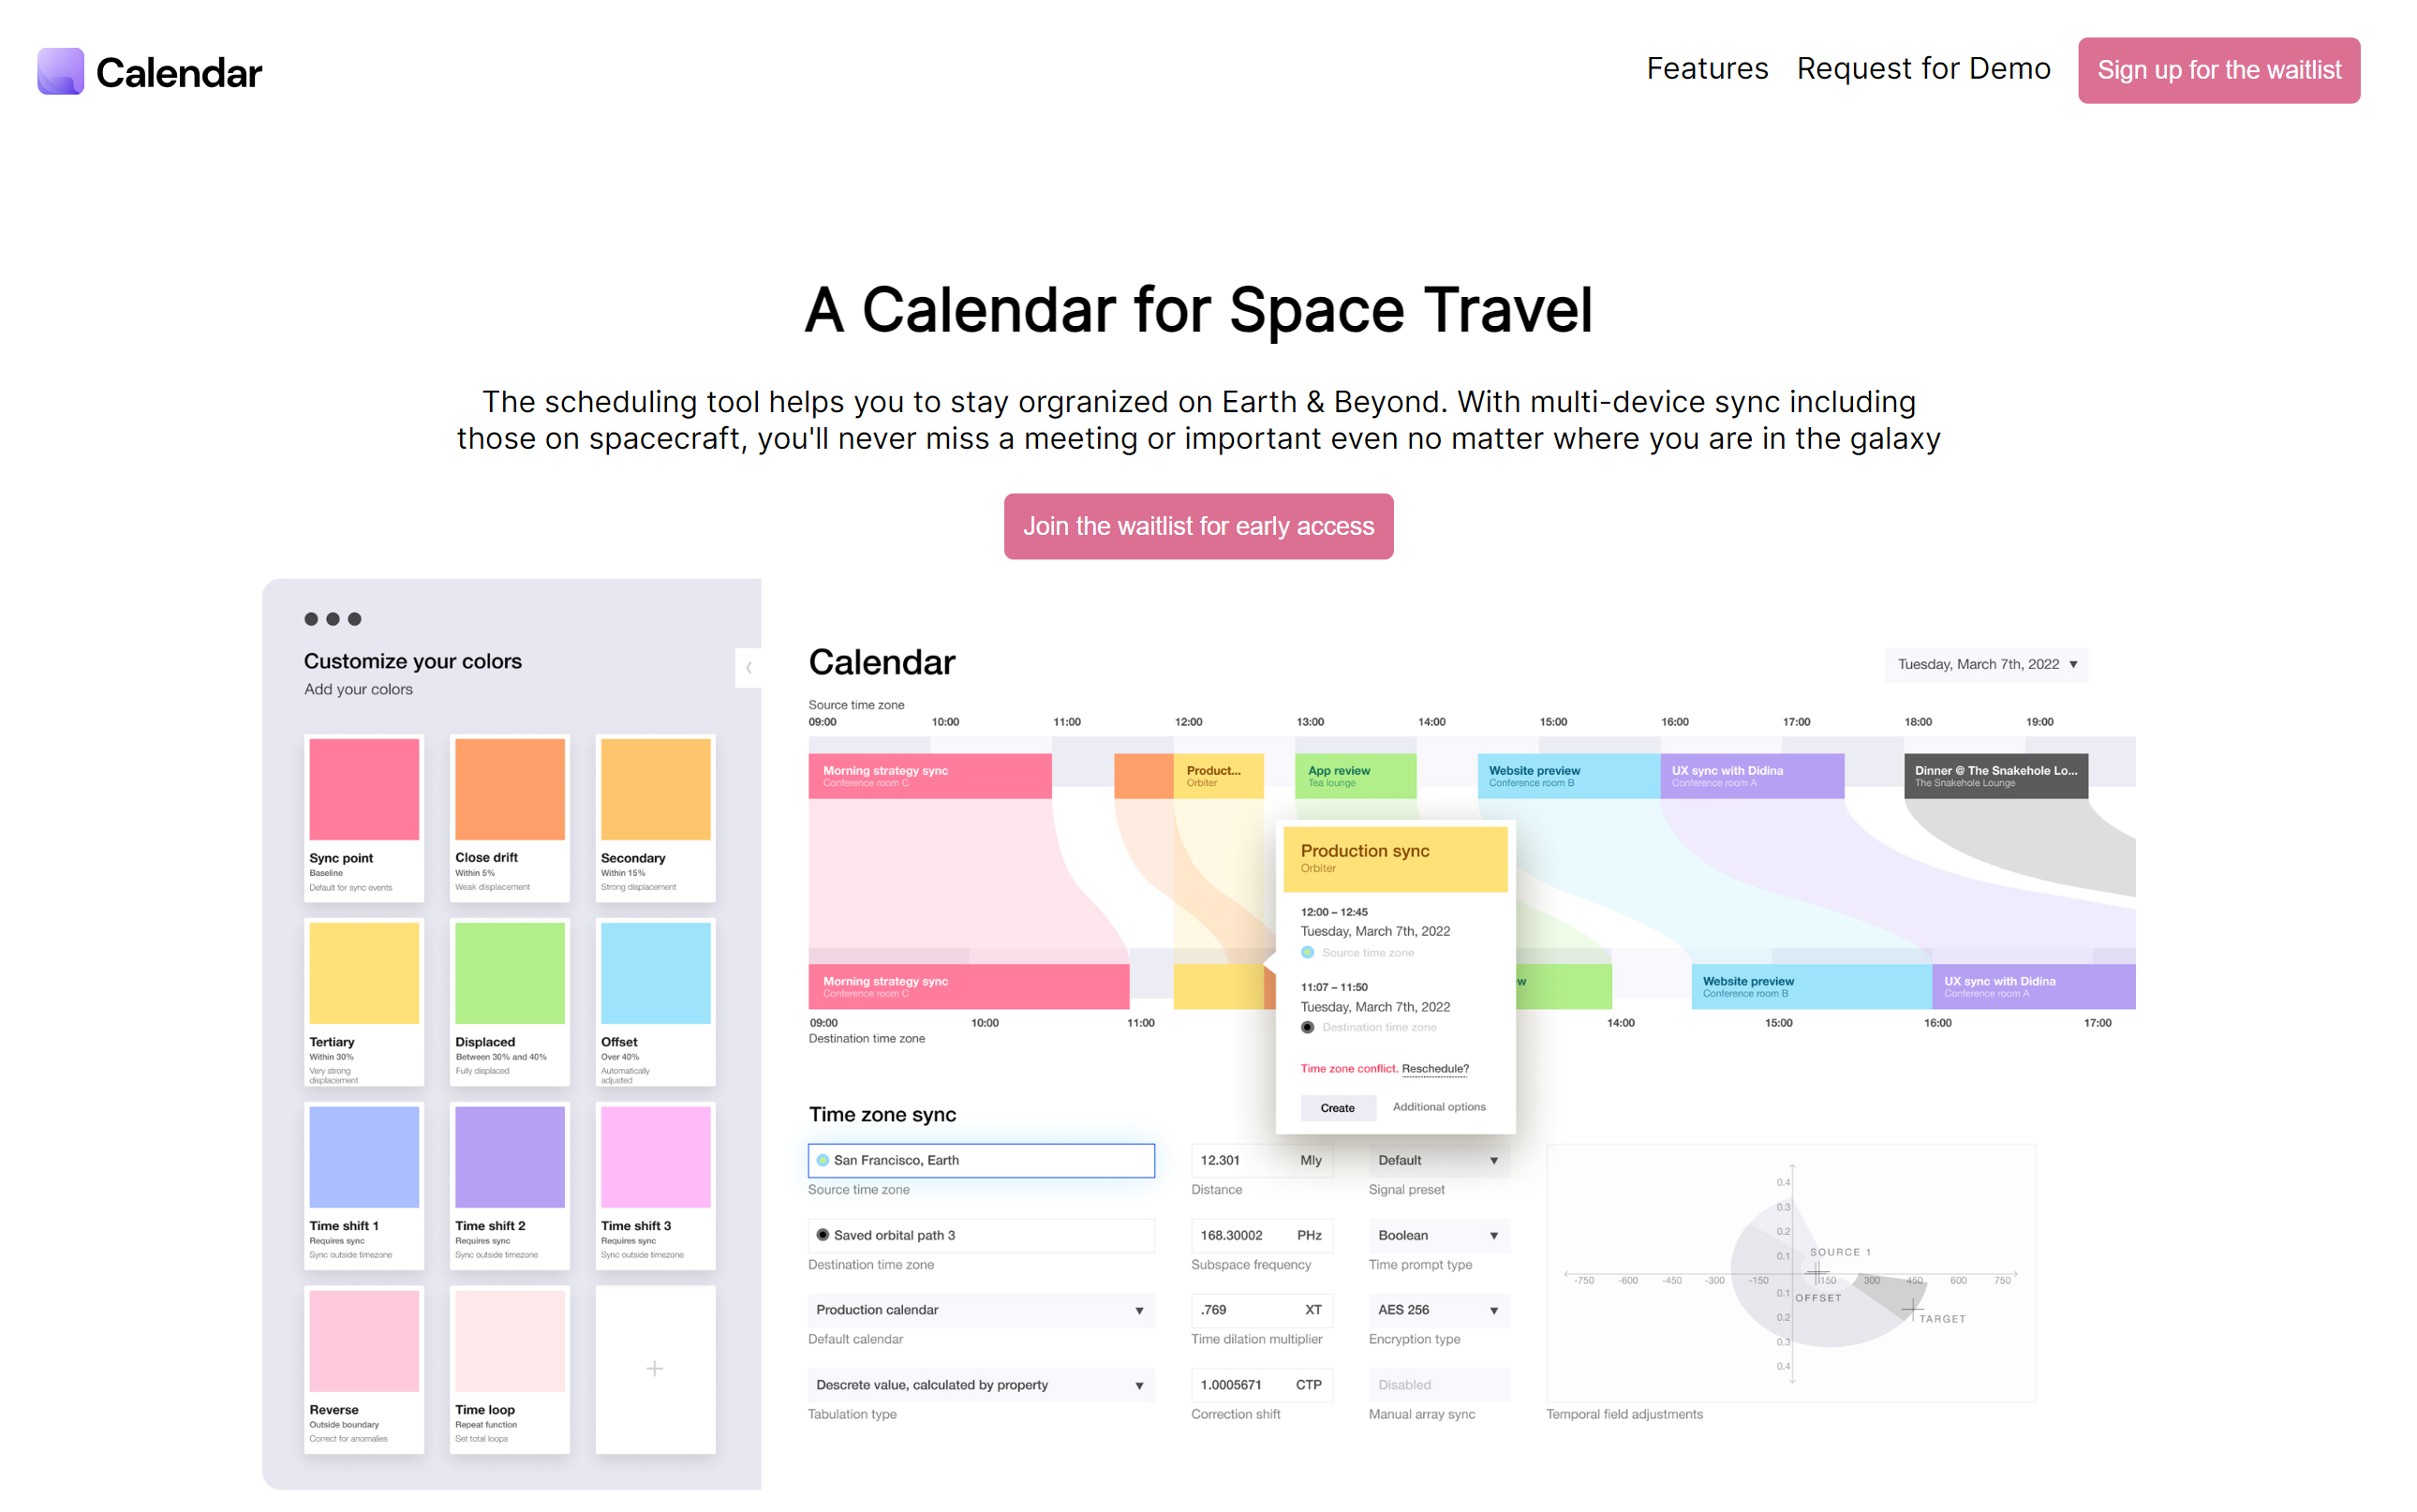 Calendar
Features
Request for Demo
Sign up for the waitlist
A Calendar for Space Travel
The scheduling tool helps you to stay orgranized on Earth & Beyond. With multi-device sync including
those on spacecraft, you'll never miss a meeting or important even no matter where you are in the galaxy
Join the waitlist for early access
Customize your colors
Add your colors
Sync point
Baseline
Default for sync events
Close drift
Within 5%
Weak displacement
Secondary
Within 15%
Strong displacement
Tertiary
Within 30%
Very strong
displacement
Displaced
Between 30% and 40%
Fully displaced
Offset
Over 40%
Automatically
adjusted
Time shift 1
Requires sync
Sync outside timezone
Time shift 2
Requires sync
Sync outside timezone
Time shift 3
Requires sync
Sync outside timezone
Reverse
Outside boundary
Correct for anomalies
Time loop
Repeat function
Set total loops
+
Calendar
Tuesday, March 7th, 2022
Source time zone
09:00 10:00 11:00 12:00 13:00 14:00 15:00 16:00 17:00 18:00 19:00
Morning strategy sync
Conference room C
Product...
Orbiter
App review
Tea lounge
Website preview
Conference room B
UX sync with Didina
Conference room A
Dinner @ The Snakehole Lo...
The Snakehole Lounge
Production sync
Orbiter
12:00 – 12:45
Tuesday, March 7th, 2022
Source time zone
11:07 – 11:50
Tuesday, March 7th, 2022
Destination time zone
Time zone conflict. Reschedule?
Create
Additional options
Morning strategy sync
Conference room C
w
Website preview
Conference room B
UX sync with Didina
Conference room A
09:00 10:00 11:00 14:00 15:00 16:00 17:00
Destination time zone
Time zone sync
San Francisco, Earth
Source time zone
12.301 Mly
Distance
Default
Signal preset
Saved orbital path 3
Destination time zone
168.30002 PHz
Subspace frequency
Boolean
Time prompt type
Production calendar
Default calendar
.769 XT
Time dilation multiplier
AES 256
Encryption type
Descrete value, calculated by property
Tabulation type
1.0005671 CTP
Correction shift
Disabled
Manual array sync
0.4
0.3
0.2
0.1
SOURCE 1
-750 -600 -450 -300 -150 150 300 450 600 750
0.1
OFFSET
0.2
TARGET
0.3
0.4
Temporal field adjustments